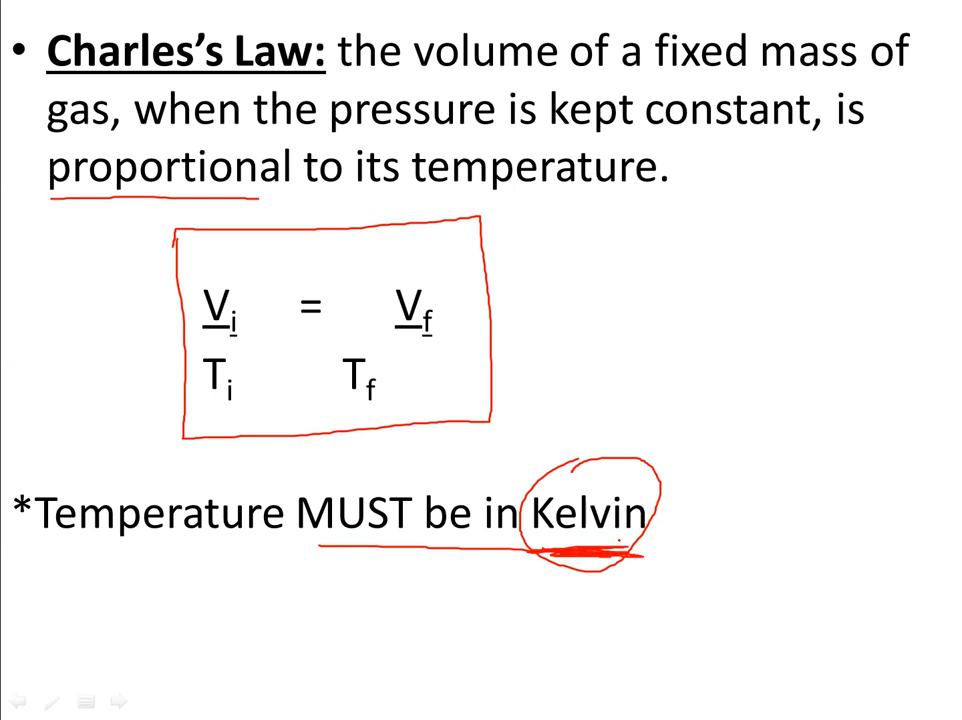 • Charles’s Law: the volume of a fixed mass of
gas, when the pressure is kept constant, is
proportional to its temperature.
Vi = Vf
Ti Tf
*Temperature MUST be in Kelvin